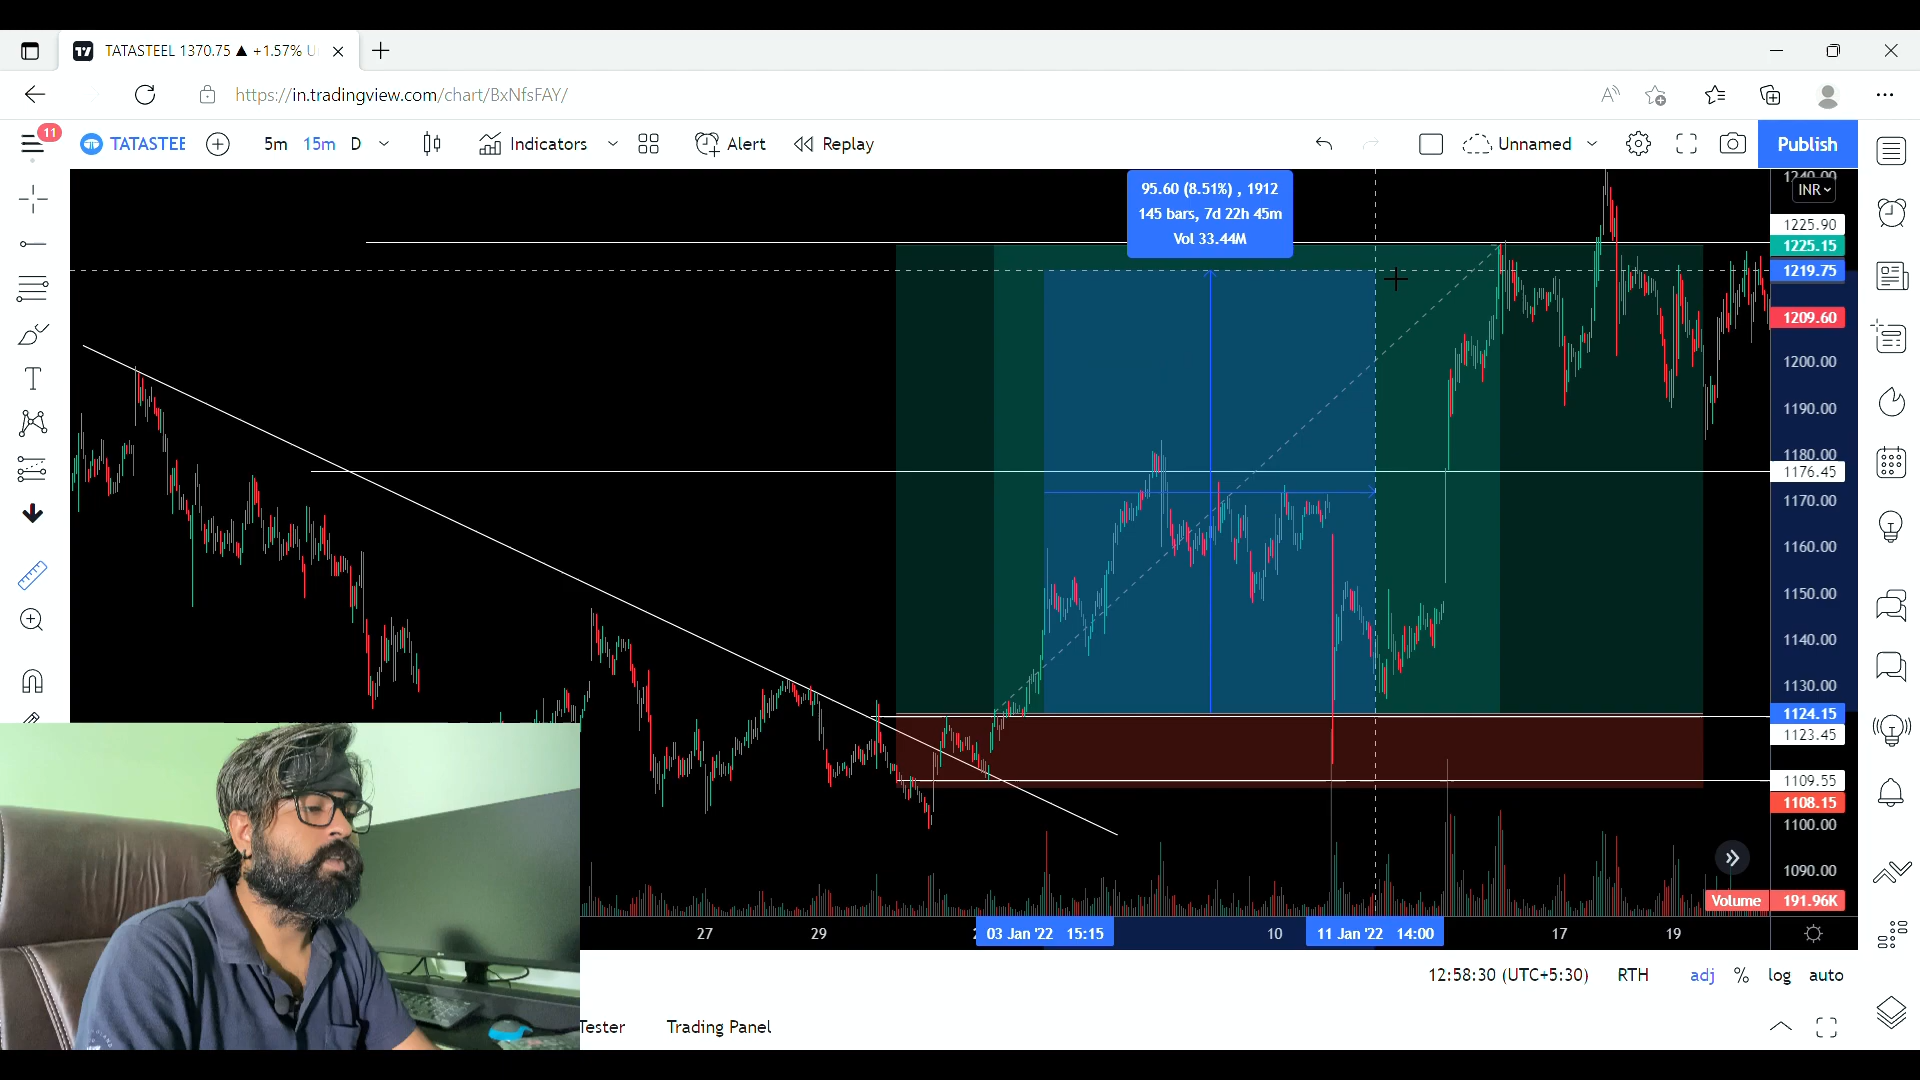 TATASTEEL 1370.75 ▲ +1.57% U
https://in.tradingview.com/chart/BxNfsFAY/
11
TATASTEE 5m 15m D Indicators Alert Replay Unnamed Publish
95.60 (8.51%) , 1912
145 bars, 7d 22h 45m
Vol 33.44M
1240.00
INR
1225.90
1225.15
1219.75
1209.60
1200.00
1190.00
1180.00
1176.45
1170.00
1160.00
1150.00
1140.00
1130.00
1124.15
1123.45
1109.55
1108.15
1100.00
1090.00
Volume 191.96K
27 29 2 03 Jan '22 15:15 10 11 Jan '22 14:00 17 19
12:58:30 (UTC+5:30) RTH adj % log auto
Tester Trading Panel